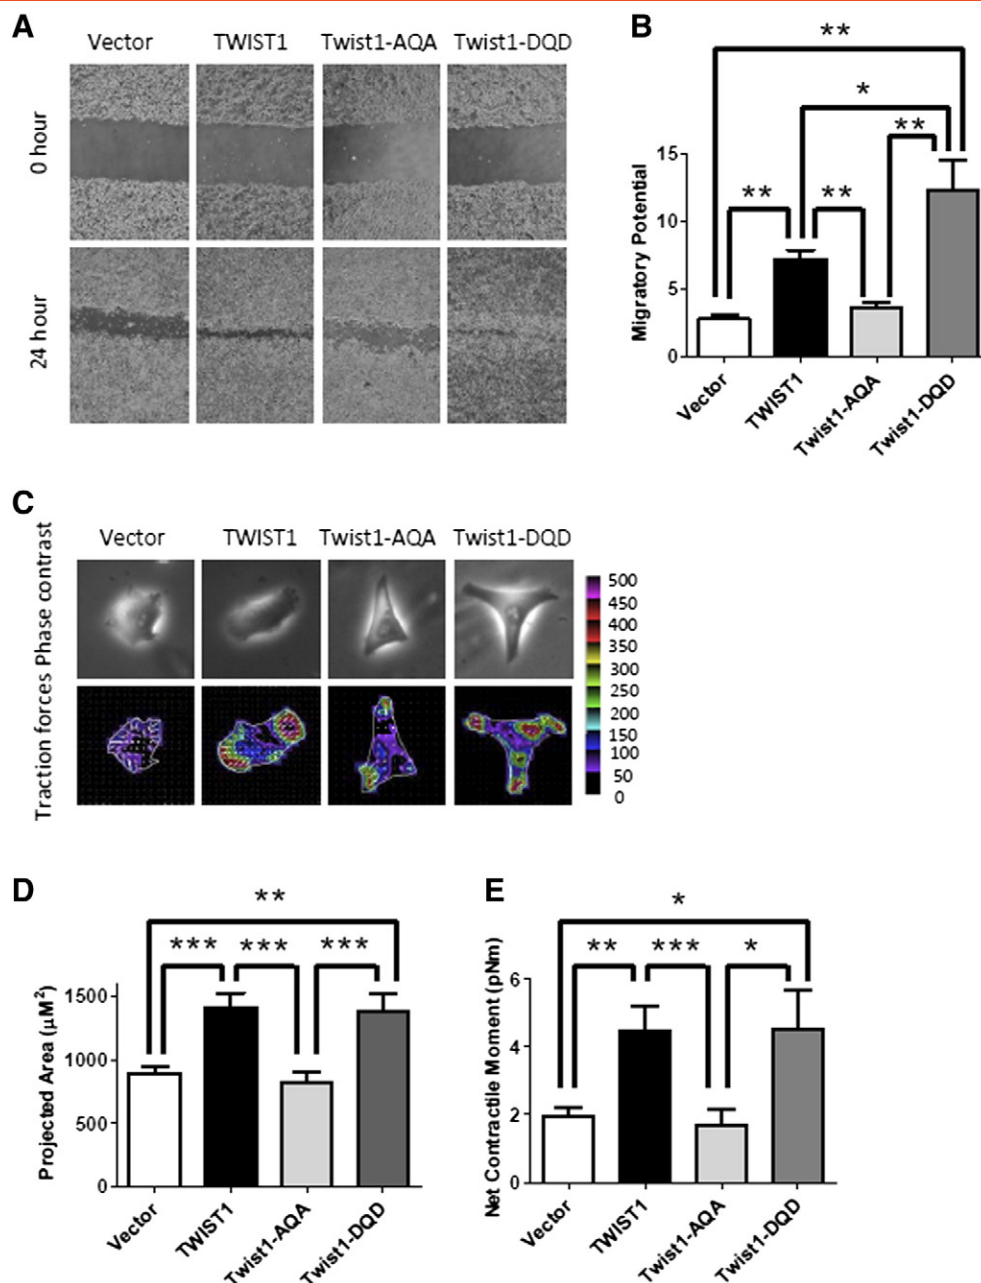 A
Vector TWIST1 Twist1-AQA Twist1-DQD
0 hour
24 hour
B
**
*
**
** **
Migratory Potential
15
10
5
0
Vector
TWIST1
Twist1-AQA
Twist1-DQD
C
Vector TWIST1 Twist1-AQA Twist1-DQD
Traction forces Phase contrast
500
450
400
350
300
250
200
150
100
50
0
D
**
*** *** ***
Projected Area (µM²)
1500
1000
500
0
Vector
TWIST1
Twist1-AQA
Twist1-DQD
E
*
** *** *
Net Contractile Moment (pNm)
6
4
2
0
Vector
TWIST1
Twist1-AQA
Twist1-DQD